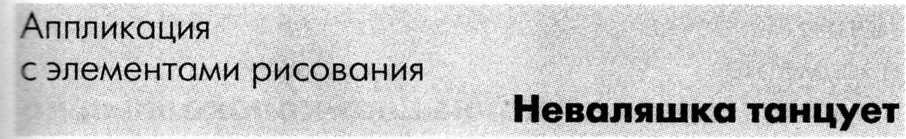 Аппликация
с элементами рисования
Неваляшка танцует